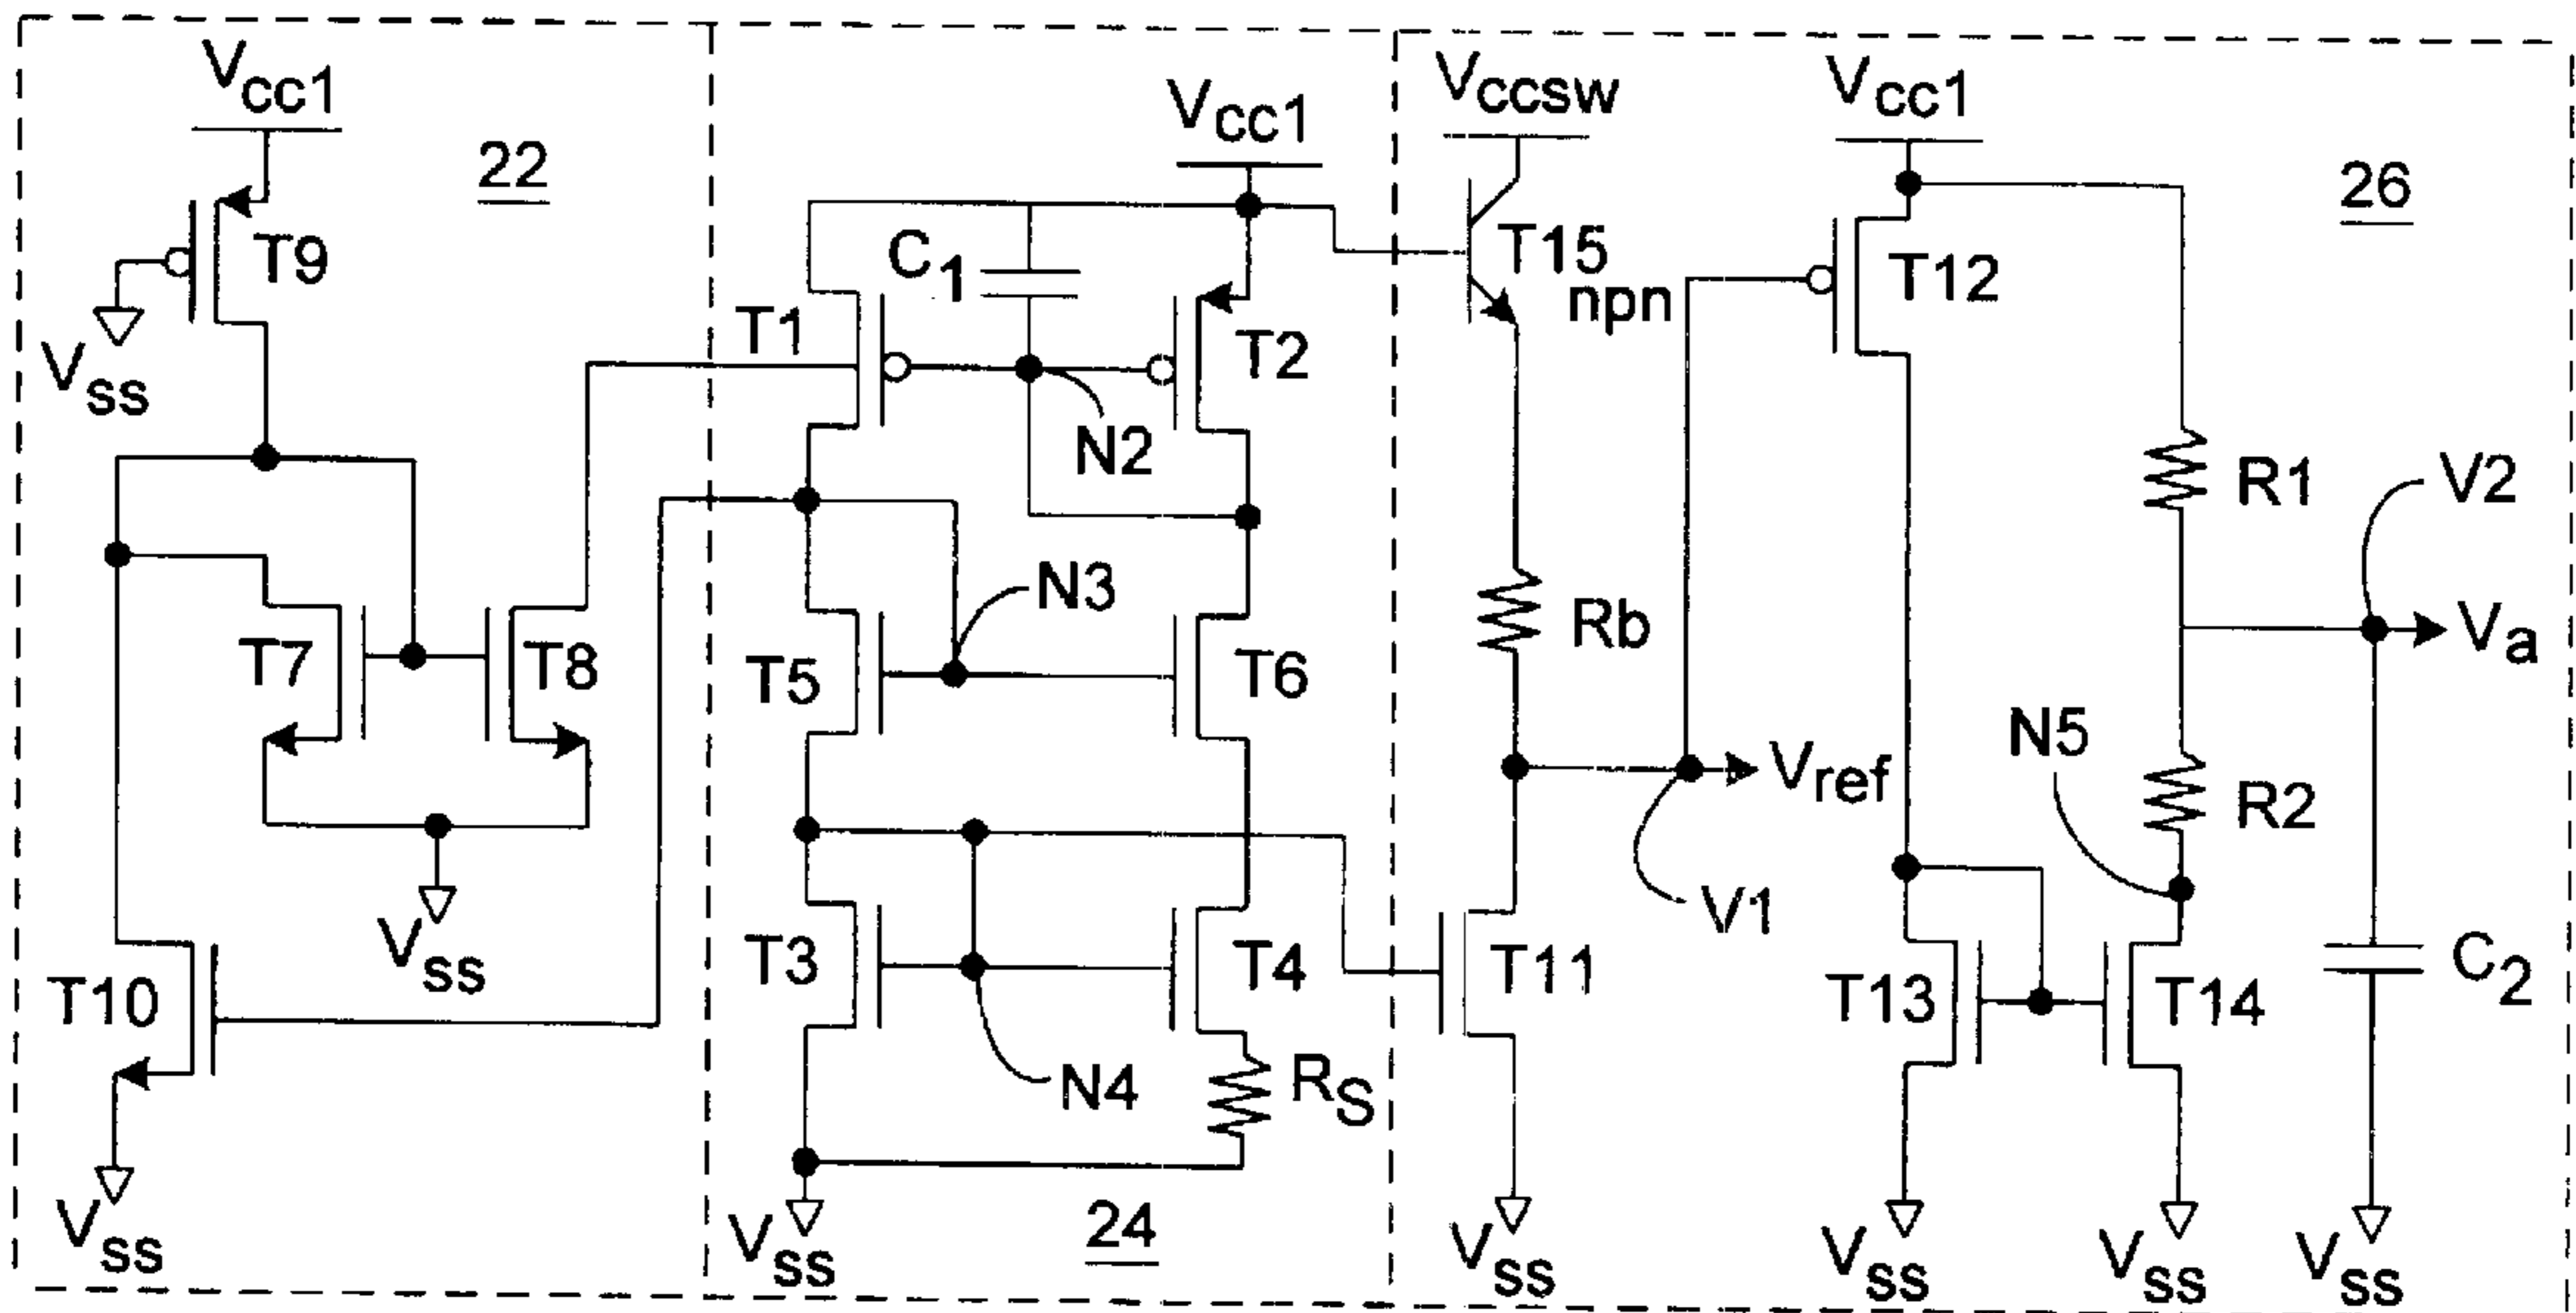 Vcc1
22
T9
Vss
T7
T8
Vss
T10
Vss
Vcc1
C1
T1
T2
N2
N3
T5
T6
T3
T4
N4
RS
Vss
24
Vccsw
T15
npn
Rb
Vref
V1
T11
Vss
Vcc1
26
T12
R1
V2
Va
N5
R2
T13
T14
C2
Vss
Vss
Vss